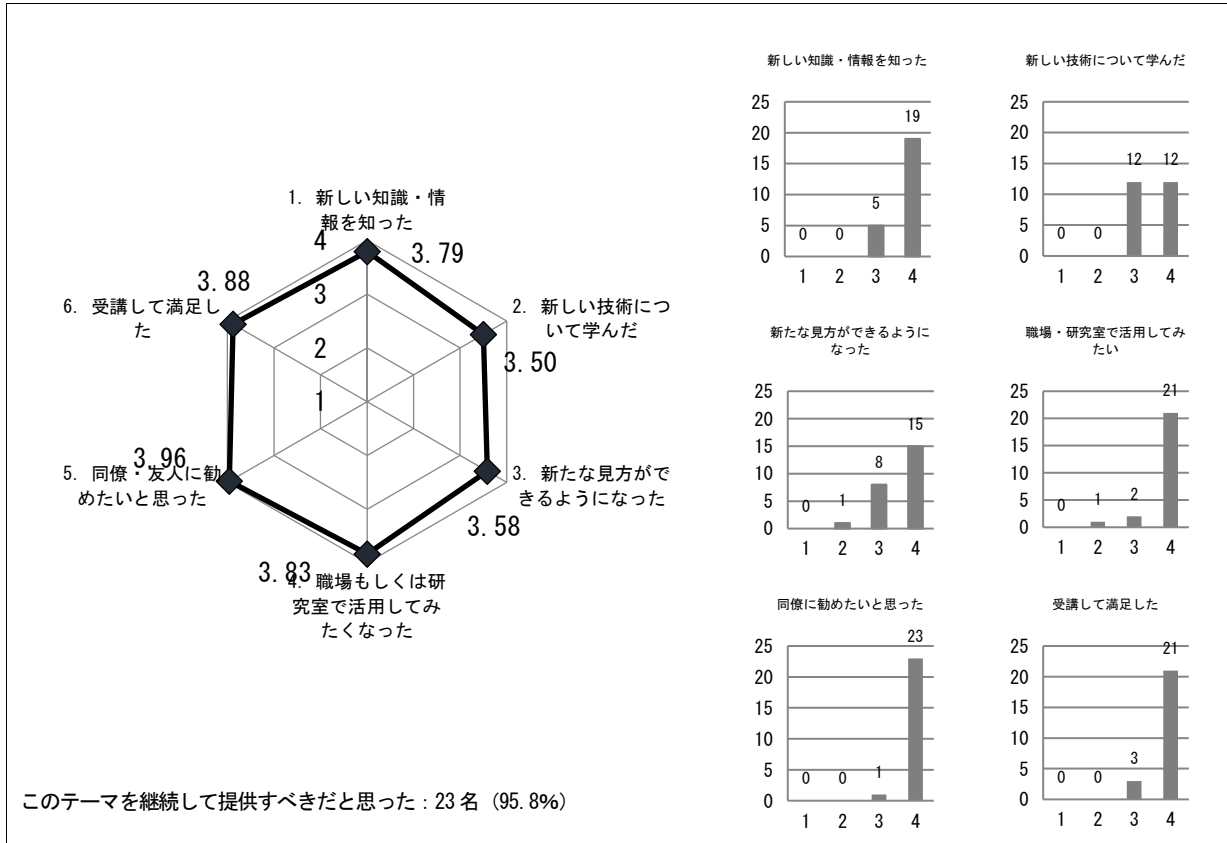 1. 新しい知識・情
報を知った
4
3.79
3.88
3
6. 受講して満足し
た
2. 新しい技術につ
いて学んだ
2
3.50
1
3.96
5. 同僚・友人に勧
めたいと思った
3. 新たな見方がで
きるようになった
3.58
3.83
4. 職場もしくは研
究室で活用してみ
たくなった
このテーマを継続して提供すべきだと思った：23名（95.8%）
新しい知識・情報を知った
25
20
15
10
5
0
0
0
5
19
1 2 3 4
新しい技術について学んだ
25
20
15
10
5
0
0
0
12
12
1 2 3 4
新たな見方ができるように
なった
25
20
15
10
5
0
0
1
8
15
1 2 3 4
職場・研究室で活用してみ
たい
25
20
15
10
5
0
0
1
2
21
1 2 3 4
同僚に勧めたいと思った
25
20
15
10
5
0
0
0
1
23
1 2 3 4
受講して満足した
25
20
15
10
5
0
0
0
3
21
1 2 3 4